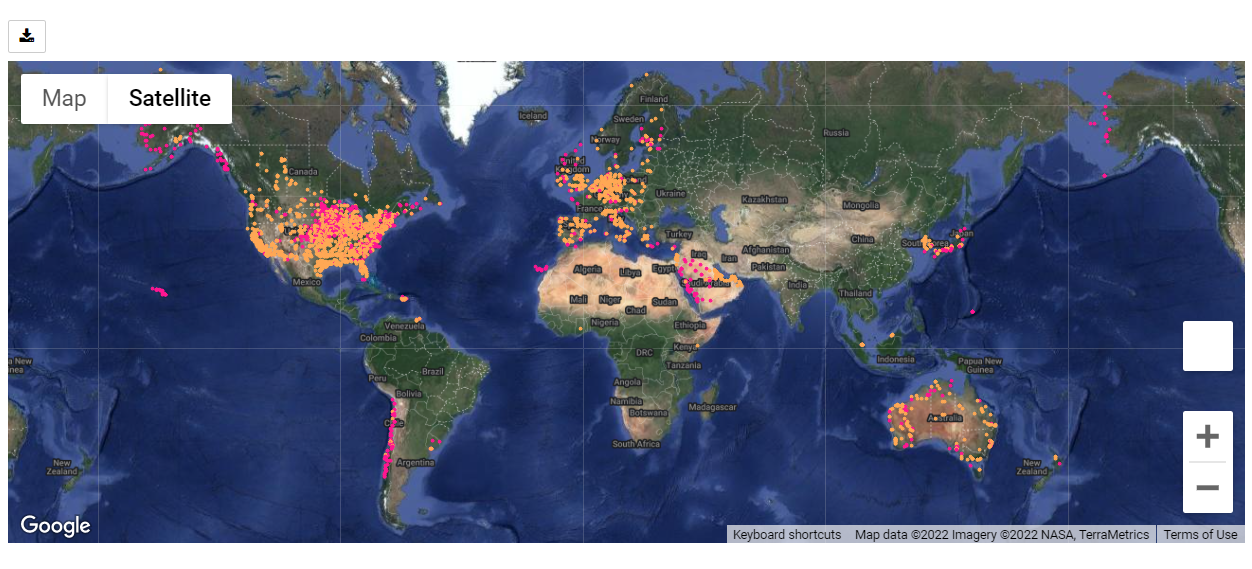 Map
Satellite
Iceland
Finland
Sweden
Norway
Russia
United
Kingdom
Canada
Ukraine
Kazakhstan
Mongolia
France
Turkey
Iraq
Iran
Afghanistan
Pakistan
China
Japan
South Korea
Algeria
Libya
Egypt
Saudi Arabia
India
Mexico
Mali
Niger
Chad
Sudan
Thailand
Nigeria
Ethiopia
Venezuela
Colombia
DRC
Kenya
Tanzania
Indonesia
Papua New
Guinea
Peru
Brazil
Bolivia
Angola
Namibia
Botswana
Madagascar
Chile
Australia
South Africa
Argentina
New
Zealand
New
Zealand
Google
Keyboard shortcuts
Map data ©2022 Imagery ©2022 NASA, TerraMetrics
Terms of Use